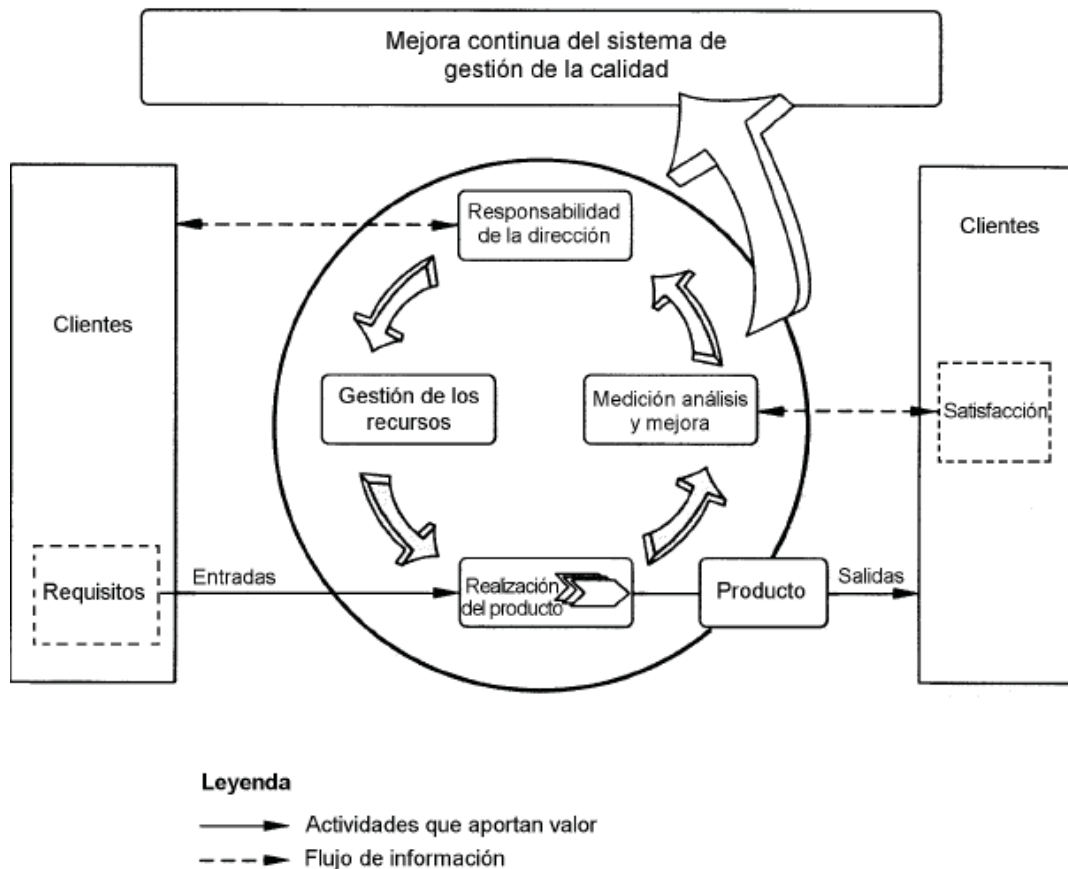 Mejora continua del sistema de
gestión de la calidad
Responsabilidad
de la dirección
Clientes
Clientes
Gestión de los
recursos
Medición análisis
y mejora
Satisfacción
Requisitos
Entradas
Realización
del producto
Producto
Salidas
Leyenda
Actividades que aportan valor
Flujo de información